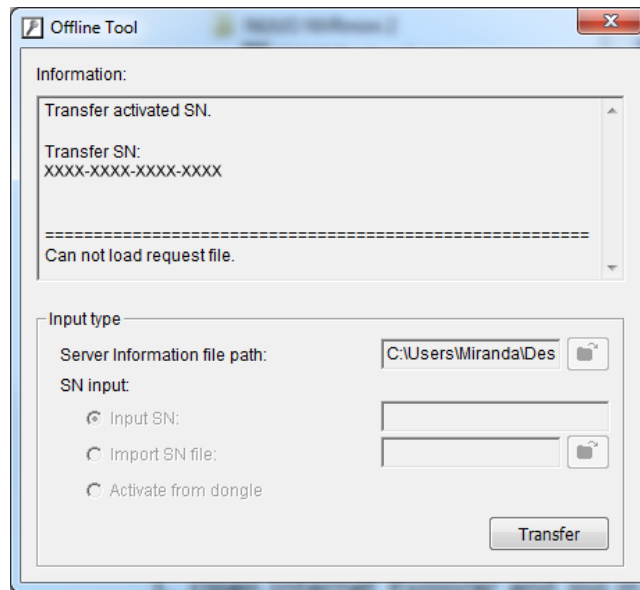 Offline Tool
Information:
Transfer activated SN.
Transfer SN:
XXXX-XXXX-XXXX-XXXX
========================================================
Can not load request file.
Input type
Server Information file path:
C:\Users\Miranda\Des
SN input:
Input SN:
Import SN file:
Activate from dongle
Transfer